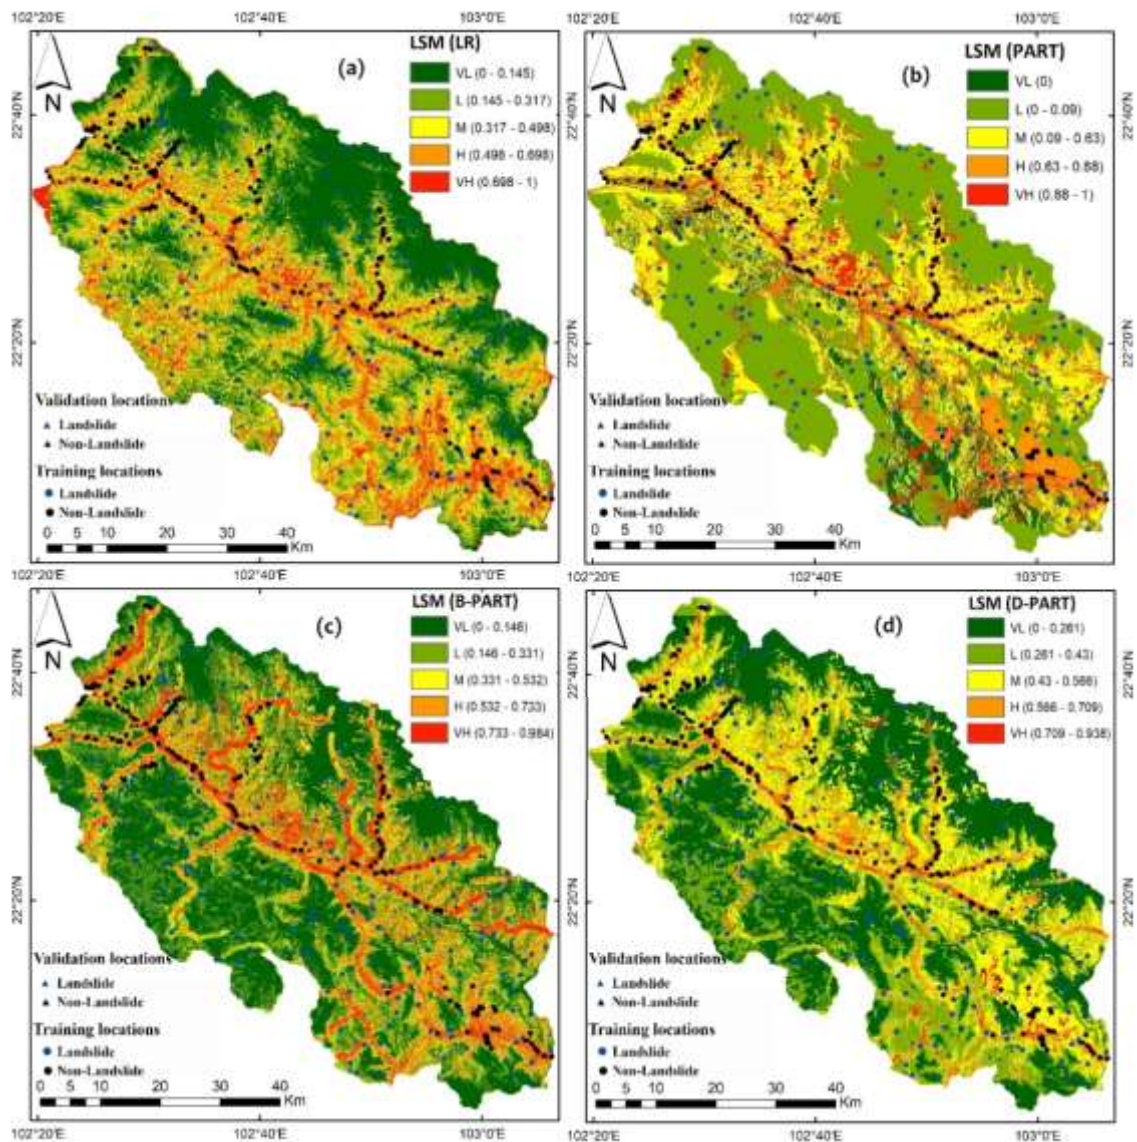 102°20'E 102°40'E 103°0'E 102°20'E 102°40'E 103°0'E
LSM (LR)
(a)
VL (0 - 0.145)
L (0.145 - 0.317)
M (0.317 - 0.498)
H (0.498 - 0.698)
VH (0.698 - 1)
N
22°40'N
22°20'N
Validation locations
Landslide
Non-Landslide
Training locations
Landslide
Non-Landslide
0 5 10 20 30 40
Km
LSM (PART)
(b)
VL (0)
L (0 - 0.09)
M (0.09 - 0.63)
H (0.63 - 0.88)
VH (0.88 - 1)
N
22°40'N
22°20'N
Validation locations
Landslide
Non-Landslide
Training locations
Landslide
Non-Landslide
0 5 10 20 30 40
Km
102°20'E 102°40'E 103°0'E 102°20'E 102°40'E 103°0'E
LSM (B-PART)
(c)
VL (0 - 0.146)
L (0.146 - 0.331)
M (0.331 - 0.532)
H (0.532 - 0.733)
VH (0.733 - 0.984)
N
22°40'N
22°20'N
Validation locations
Landslide
Non-Landslide
Training locations
Landslide
Non-Landslide
0 5 10 20 30 40
Km
LSM (D-PART)
(d)
VL (0 - 0.261)
L (0.261 - 0.43)
M (0.43 - 0.566)
H (0.566 - 0.709)
VH (0.709 - 0.938)
N
22°40'N
22°20'N
Validation locations
Landslide
Non-Landslide
Training locations
Landslide
Non-Landslide
0 5 10 20 30 40
Km
102°20'E 102°40'E 103°0'E 102°20'E 102°40'E 103°0'E